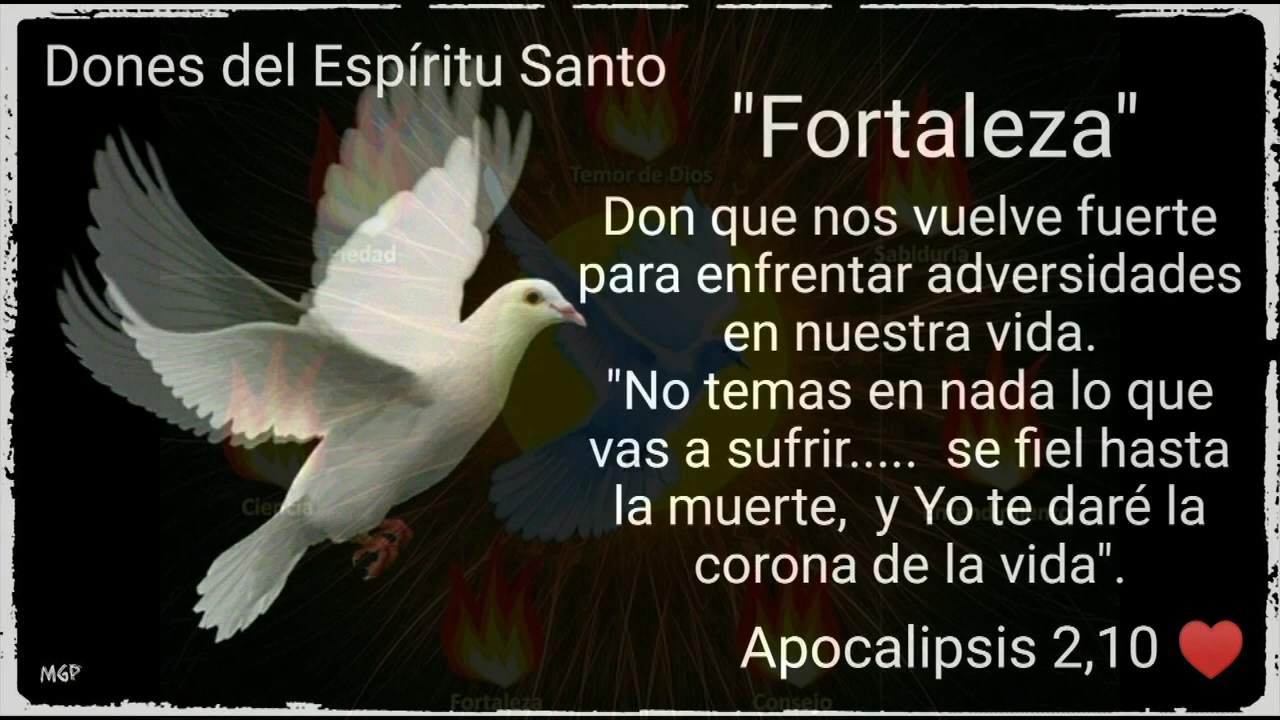 Dones del Espíritu Santo
"Fortaleza"
Temor de Dios
Don que nos vuelve fuerte
Piedad
Sabiduría
para enfrentar adversidades
en nuestra vida.
"No temas en nada lo que
vas a sufrir..... se fiel hasta
Ciencia
la muerte, y Yo te daré la
corona de la vida".
Apocalipsis 2,10
MGP
Fortaleza
Consejo